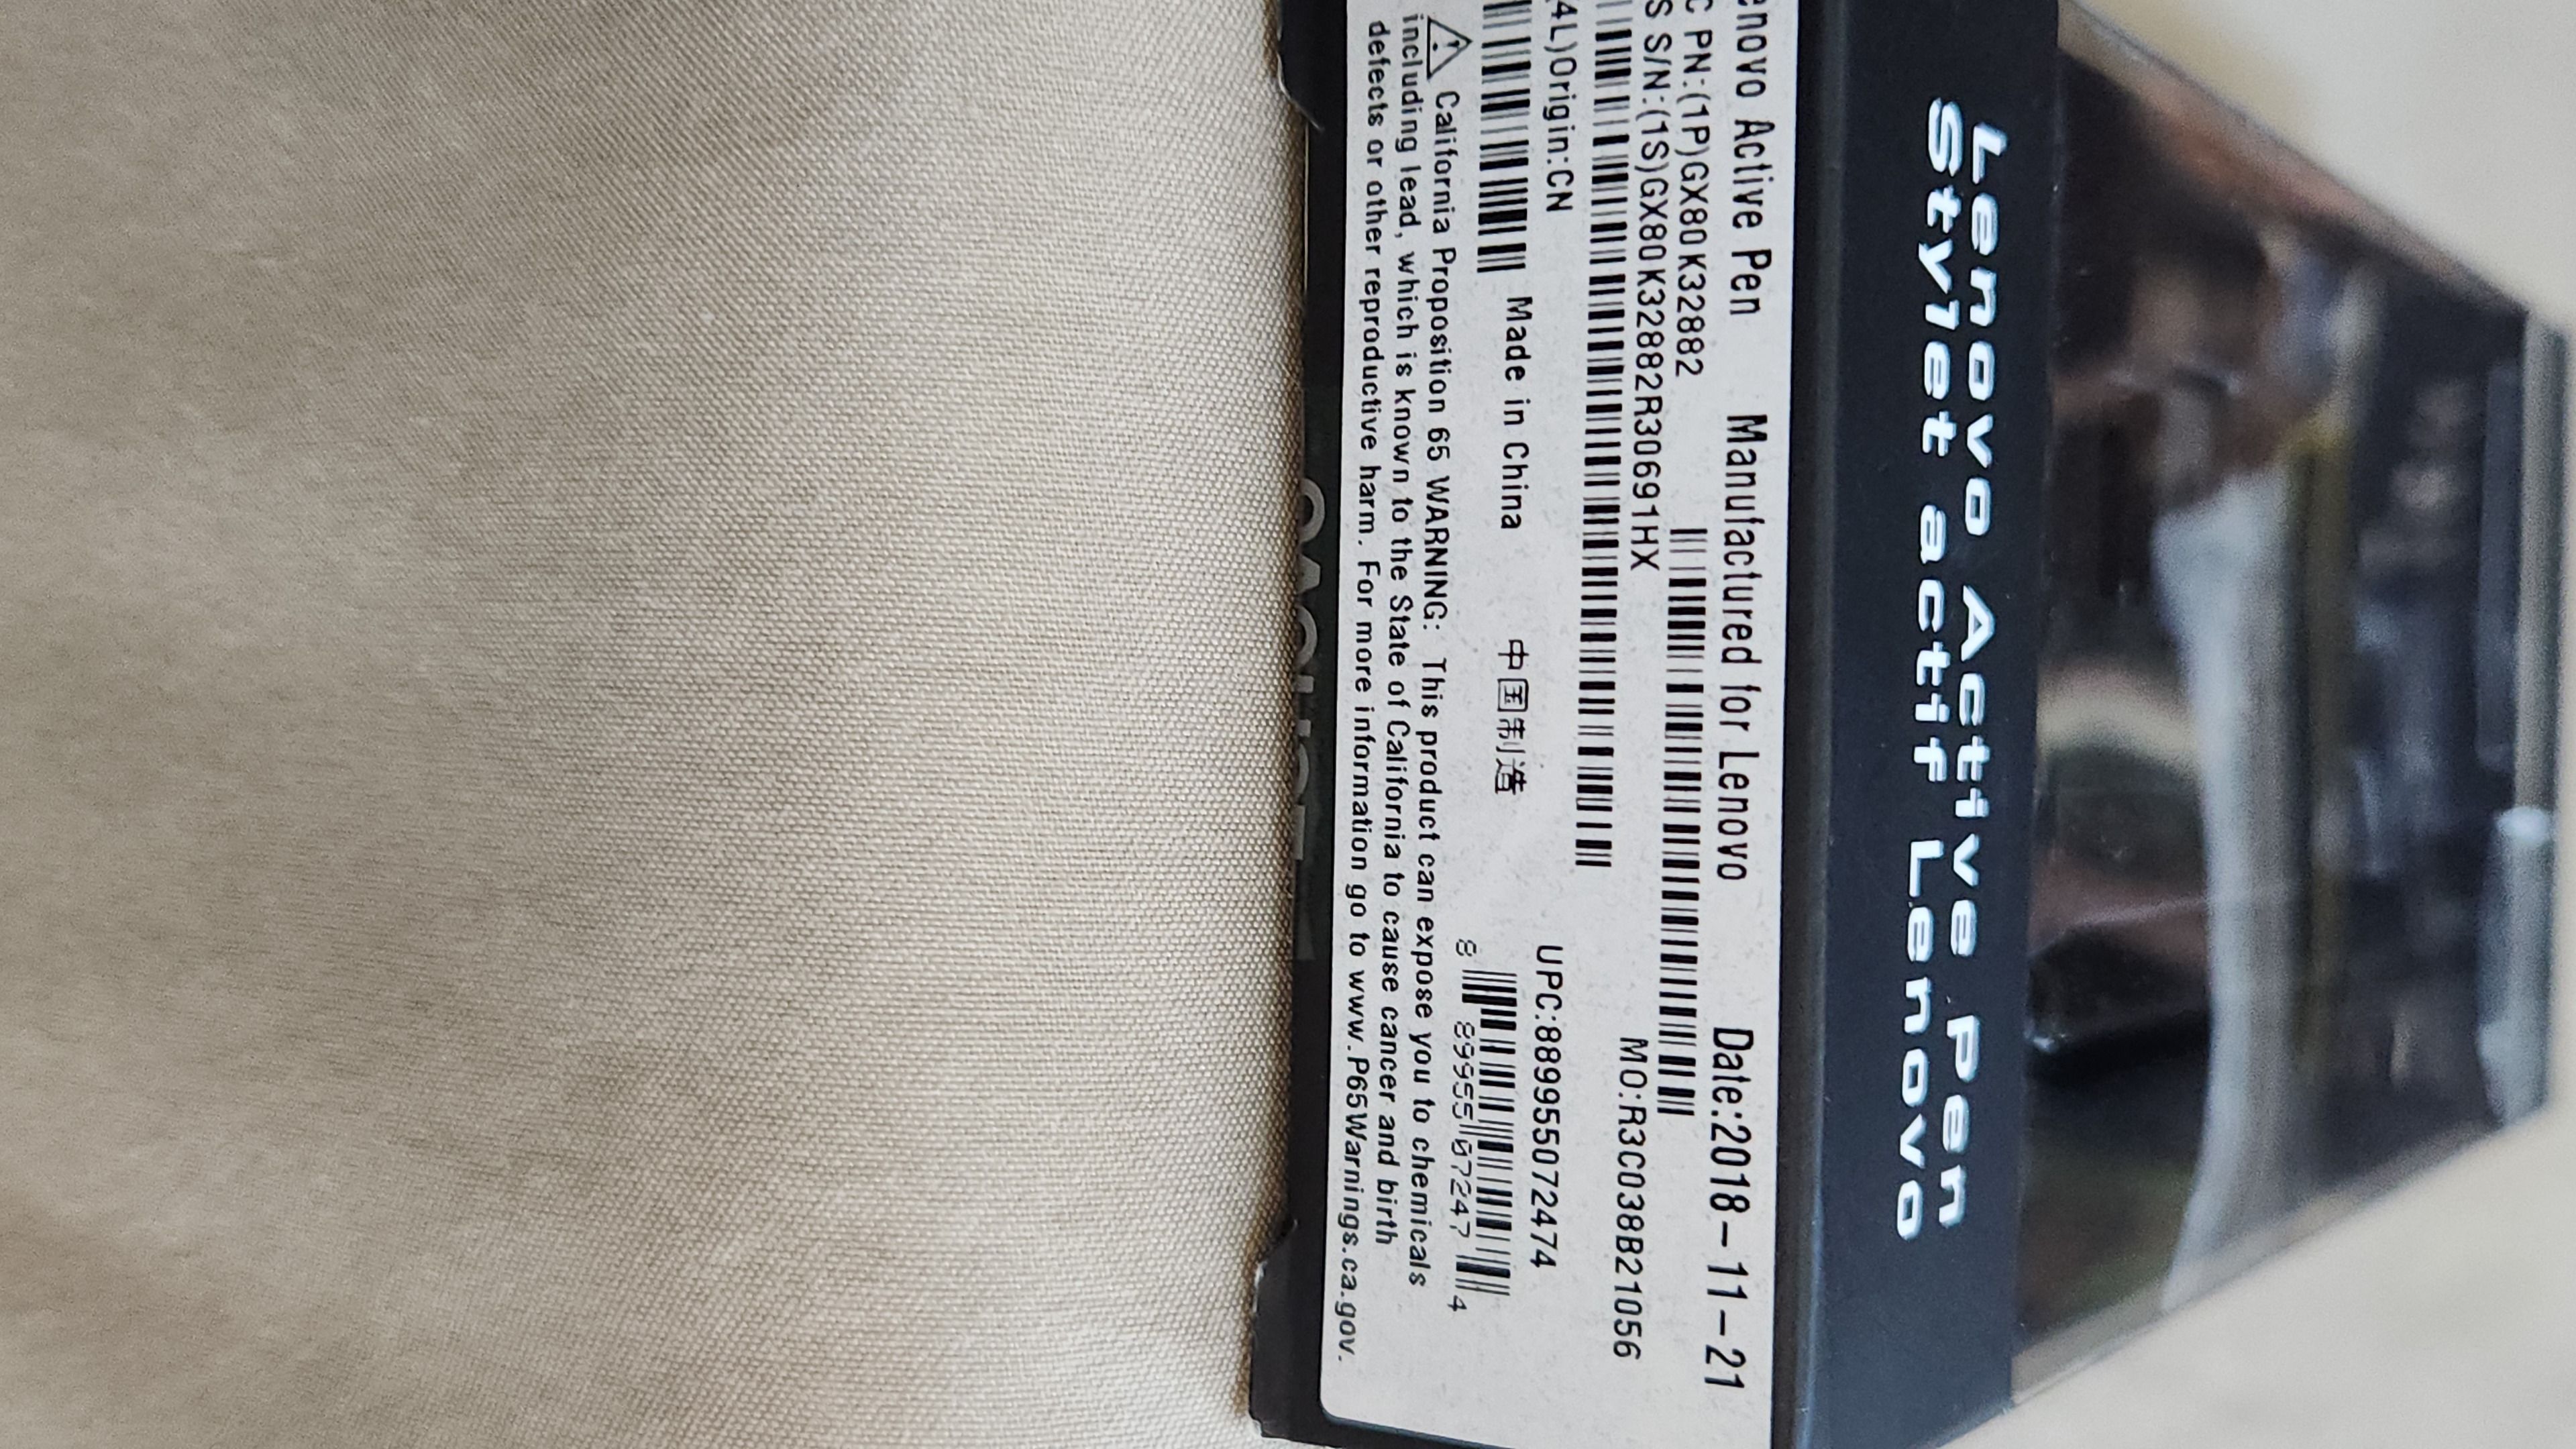 Lenovo Active Pen
Stylet actif Lenovo
enovo Active Pen Manufactured for Lenovo Date:2018-11-21
C PN:(1P)GX80K32882
S S/N:(1S)GX80K32882R30691HX MO:R3C038B21056
4L)Origin:CN
UPC:889955072474
Made in China 中国制造
8 89955 07247 4
California Proposition 65 WARNING: This product can expose you to chemicals
including lead, which is known to the State of California to cause cancer and birth
defects or other reproductive harm. For more information go to www.P65Warnings.ca.gov.